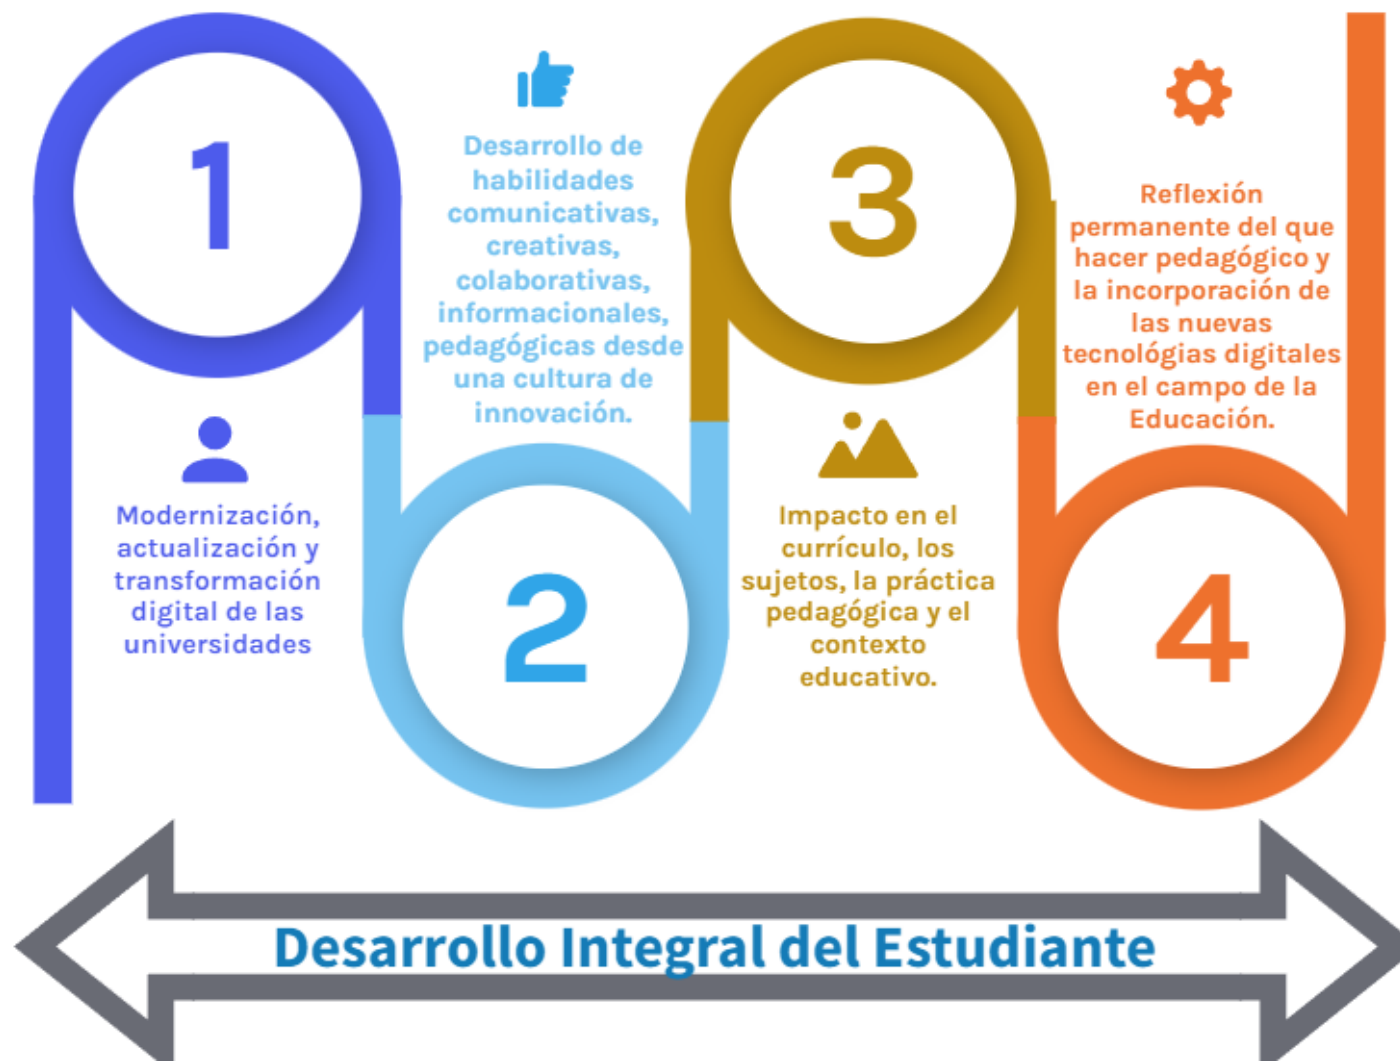 1
Modernización,
actualización y
transformación
digital de las
universidades
Desarrollo de
habilidades
comunicativas,
creativas,
colaborativas,
informacionales,
pedagógicas desde
una cultura de
innovación.
2
3
Impacto en el
currículo, los
sujetos, la práctica
pedagógica y el
contexto
educativo.
Reflexión
permanente del que
hacer pedagógico y
la incorporación de
las nuevas
tecnológias digitales
en el campo de la
Educación.
4
Desarrollo Integral del Estudiante